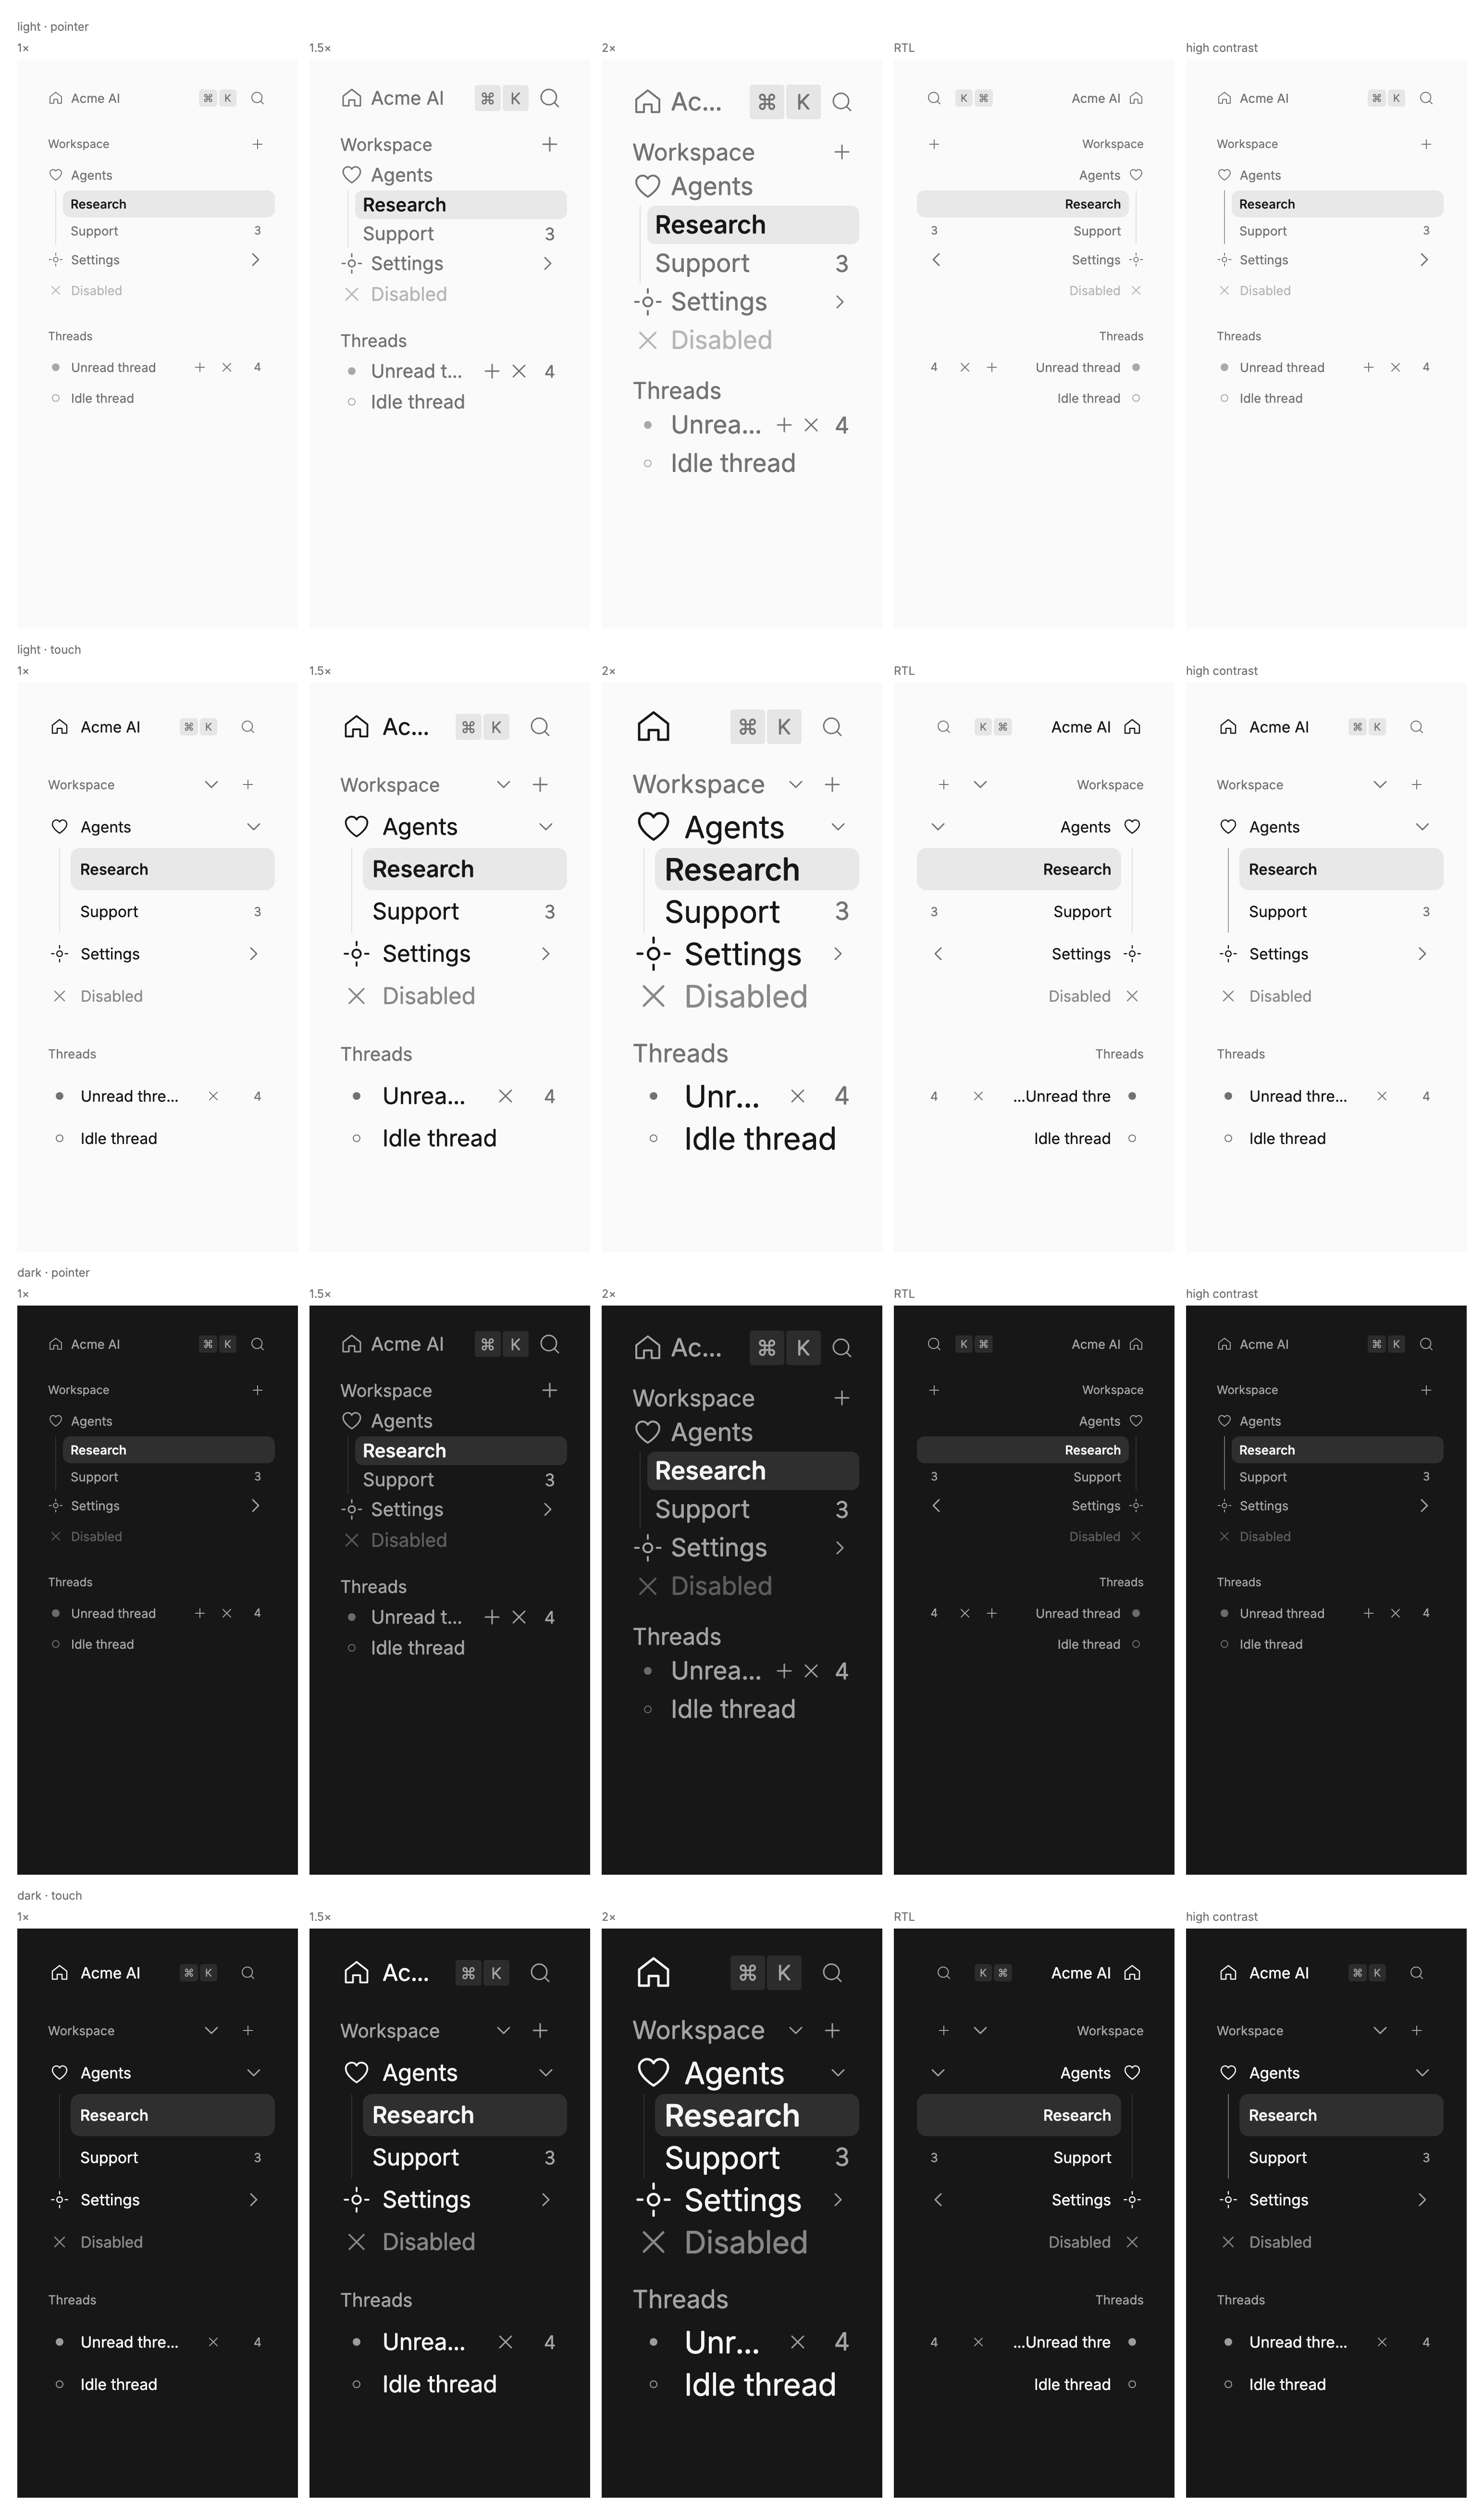 light · pointer
1× 1.5× 2× RTL high contrast
Acme AI ⌘ K
Workspace
Agents
Research
Support 3
Settings
Disabled
Threads
Unread thread 4
Idle thread
Acme AI ⌘ K
Workspace
Agents
Research
Support 3
Settings
Disabled
Threads
Unread t... 4
Idle thread
Ac... ⌘ K
Workspace
Agents
Research
Support 3
Settings
Disabled
Threads
Unrea... 4
Idle thread
K ⌘ Acme AI
Workspace
Agents
Research
3 Support
Settings
Disabled
Threads
4 Unread thread
Idle thread
Acme AI ⌘ K
Workspace
Agents
Research
Support 3
Settings
Disabled
Threads
Unread thread 4
Idle thread
light · touch
1× 1.5× 2× RTL high contrast
Acme AI ⌘ K
Workspace
Agents
Research
Support 3
Settings
Disabled
Threads
Unread thre... 4
Idle thread
Ac... ⌘ K
Workspace
Agents
Research
Support 3
Settings
Disabled
Threads
Unrea... 4
Idle thread
⌘ K
Workspace
Agents
Research
Support 3
Settings
Disabled
Threads
Unr... 4
Idle thread
K ⌘ Acme AI
Workspace
Agents
Research
3 Support
Settings
Disabled
Threads
4 ...Unread thre
Idle thread
Acme AI ⌘ K
Workspace
Agents
Research
Support 3
Settings
Disabled
Threads
Unread thre... 4
Idle thread
dark · pointer
1× 1.5× 2× RTL high contrast
Acme AI ⌘ K
Workspace
Agents
Research
Support 3
Settings
Disabled
Threads
Unread thread 4
Idle thread
Acme AI ⌘ K
Workspace
Agents
Research
Support 3
Settings
Disabled
Threads
Unread t... 4
Idle thread
Ac... ⌘ K
Workspace
Agents
Research
Support 3
Settings
Disabled
Threads
Unrea... 4
Idle thread
K ⌘ Acme AI
Workspace
Agents
Research
3 Support
Settings
Disabled
Threads
4 Unread thread
Idle thread
Acme AI ⌘ K
Workspace
Agents
Research
Support 3
Settings
Disabled
Threads
Unread thread 4
Idle thread
dark · touch
1× 1.5× 2× RTL high contrast
Acme AI ⌘ K
Workspace
Agents
Research
Support 3
Settings
Disabled
Threads
Unread thre... 4
Idle thread
Ac... ⌘ K
Workspace
Agents
Research
Support 3
Settings
Disabled
Threads
Unrea... 4
Idle thread
⌘ K
Workspace
Agents
Research
Support 3
Settings
Disabled
Threads
Unr... 4
Idle thread
K ⌘ Acme AI
Workspace
Agents
Research
3 Support
Settings
Disabled
Threads
4 ...Unread thre
Idle thread
Acme AI ⌘ K
Workspace
Agents
Research
Support 3
Settings
Disabled
Threads
Unread thre... 4
Idle thread